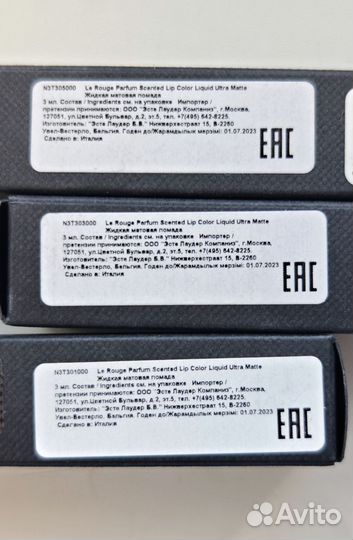 N3T305000 Le Rouge Parfum Scented Lip Color Liquid Ultra Matte
Жидкая матовая помада
3 мл. Состав / Ingredients см. на упаковке Импортер /
претензии принимаются: ООО "Эсте Лаудер Компаниз", г.Москва,
127051, ул.Цветной Бульвар, д.2, эт.5, тел. +7(495) 642-8225.
Изготовитель: "Эсте Лаудер Б.В." Нижверхестраат 15, B-2260
Увел-Вестерло, Бельгия. Годен до/Жарамдылык мерзімі: 01.07.2023
Сделано в: Италия
EAC
N3T303000 Le Rouge Parfum Scented Lip Color Liquid Ultra Matte
Жидкая матовая помада
3 мл. Состав / Ingredients см. на упаковке Импортер /
претензии принимаются: ООО "Эсте Лаудер Компаниз", г.Москва,
127051, ул.Цветной Бульвар, д.2, эт.5, тел. +7(495) 642-8225.
Изготовитель: "Эсте Лаудер Б.В." Нижверхестраат 15, B-2260
Увел-Вестерло, Бельгия. Годен до/Жарамдылык мерзімі: 01.07.2023
Сделано в: Италия
EAC
N3T301000 Le Rouge Parfum Scented Lip Color Liquid Ultra Matte
Жидкая матовая помада
3 мл. Состав / Ingredients см. на упаковке Импортер /
претензии принимаются: ООО "Эсте Лаудер Компаниз", г.Москва,
127051, ул.Цветной Бульвар, д.2, эт.5, тел. +7(495) 642-8225.
Изготовитель: "Эсте Лаудер Б.В." Нижверхестраат 15, B-2260
Увел-Вестерло, Бельгия. Годен до/Жарамдылык мерзімі: 01.07.2023
Сделано в: Италия
EAC
Avito